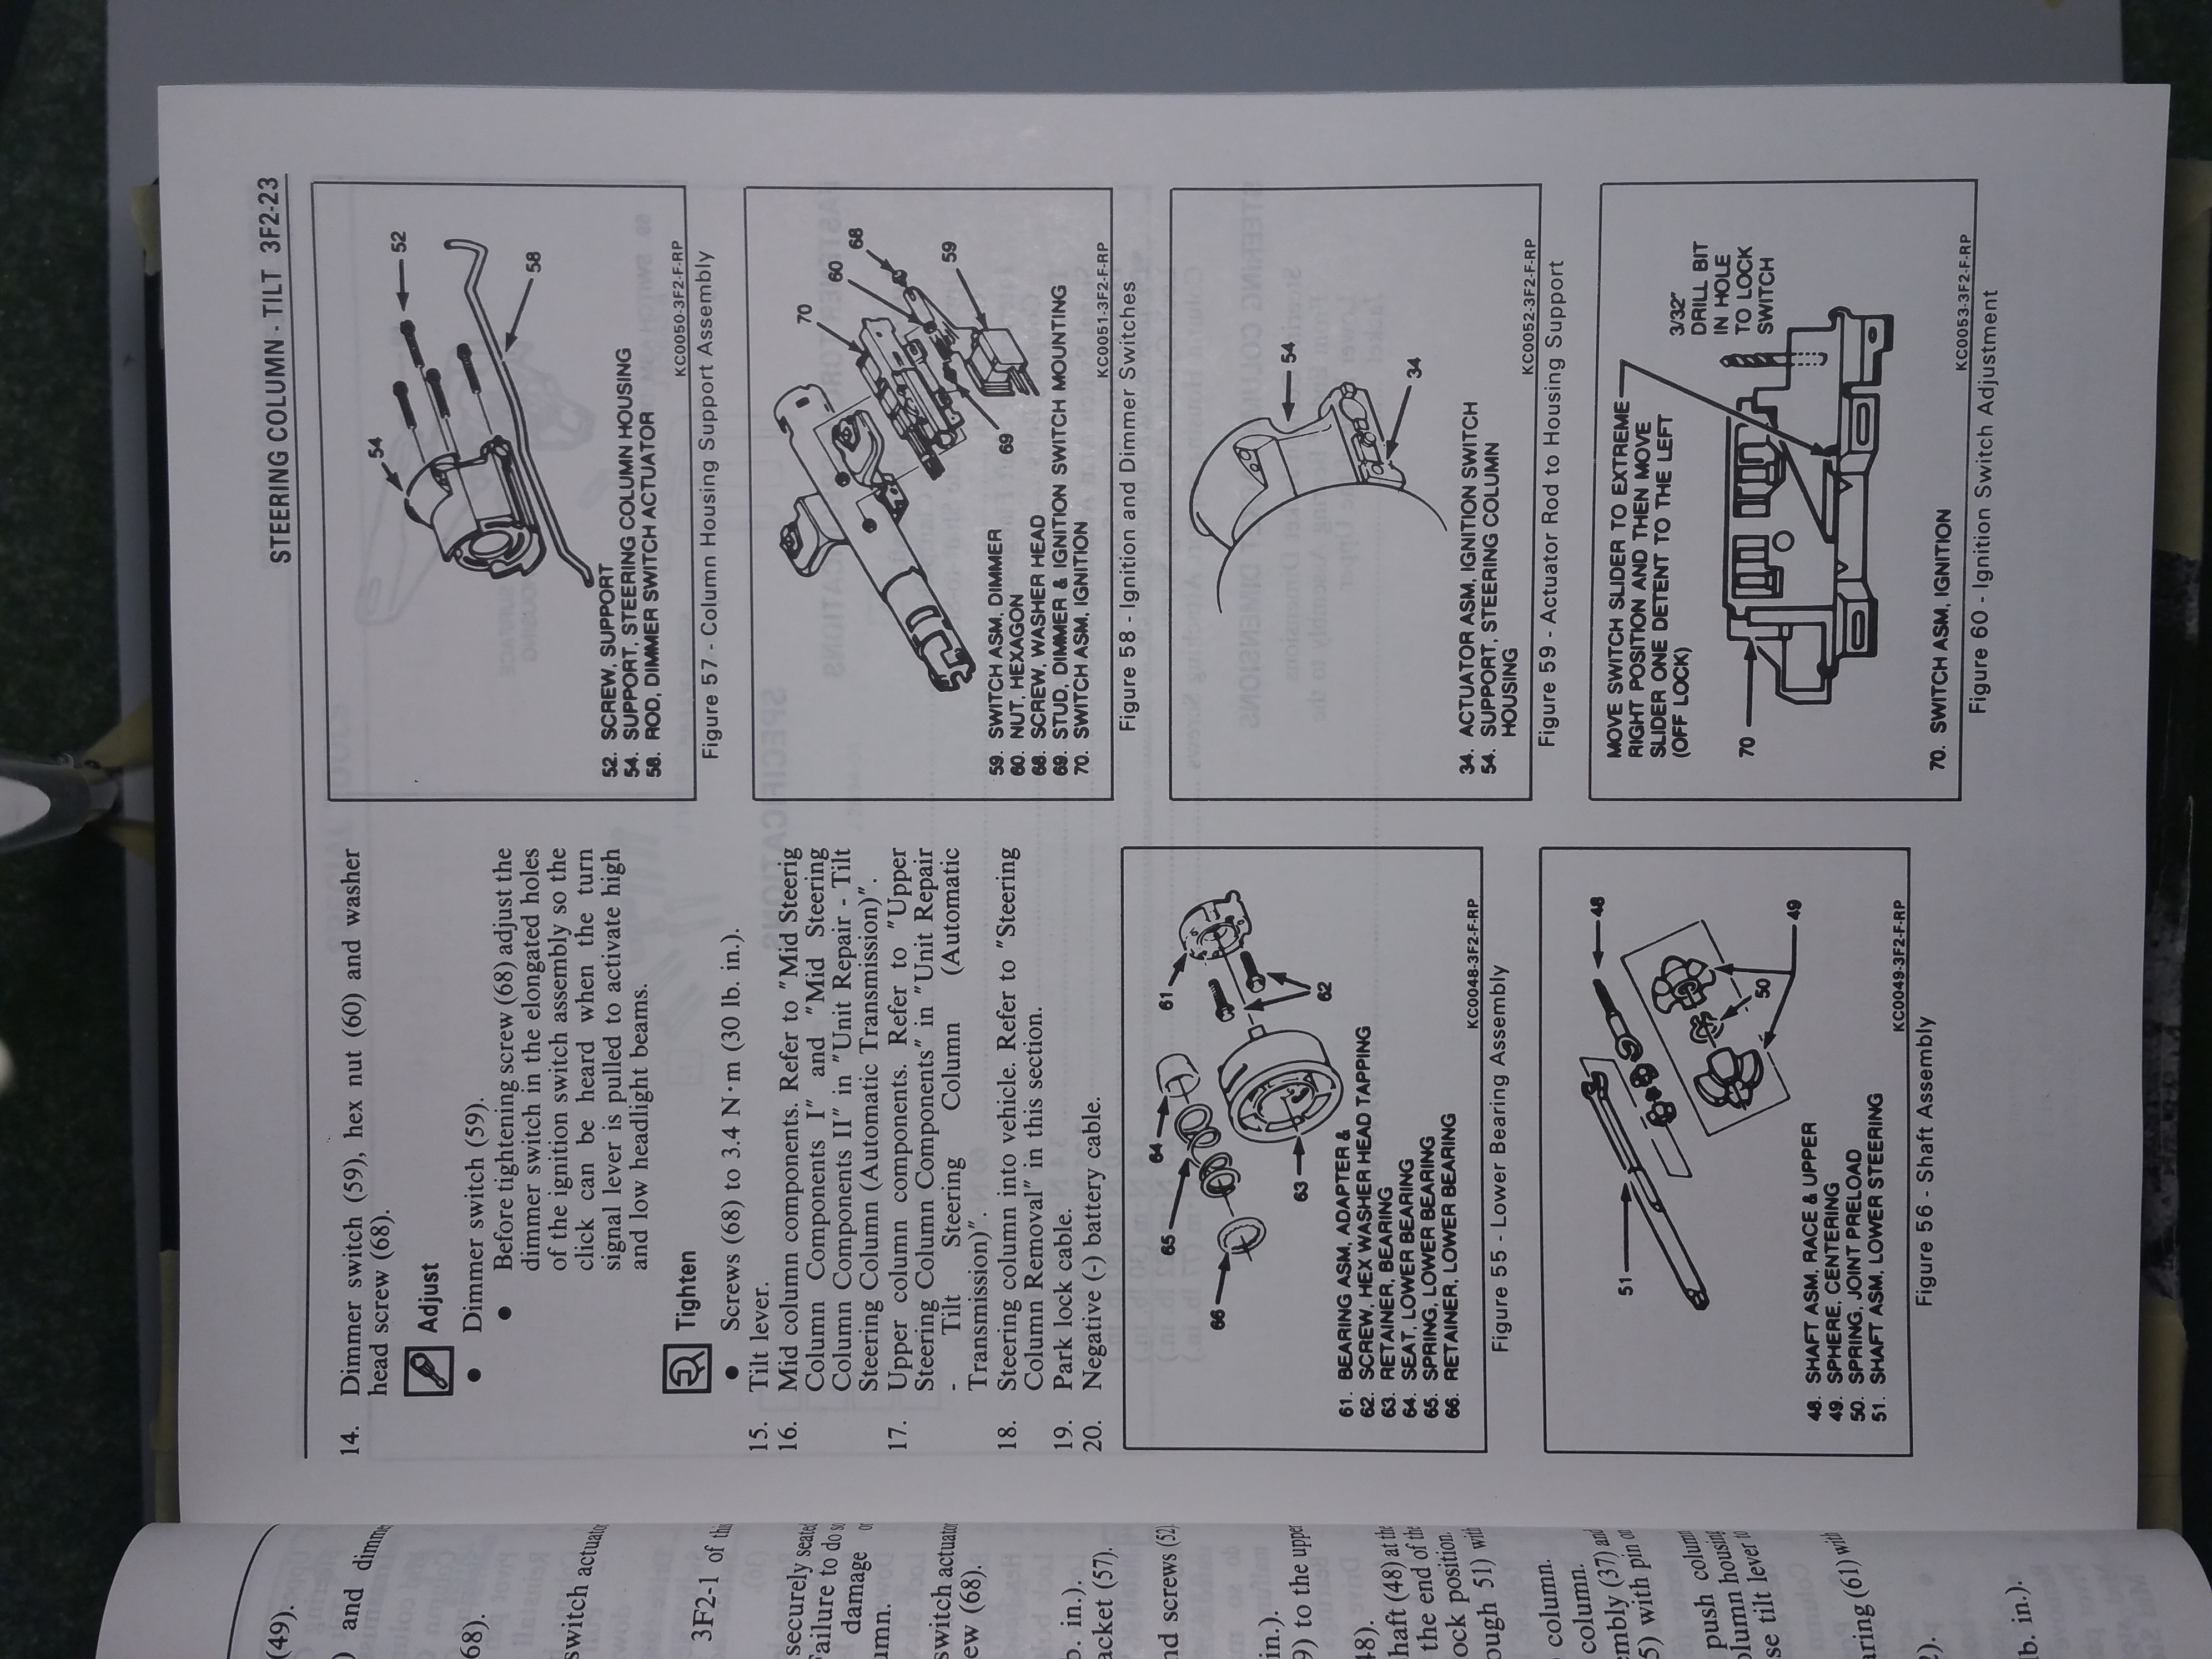 STEERING COLUMN - TILT 3F2-23
14. Dimmer switch (59), hex nut (60) and washer
head screw (68).
Adjust
● Dimmer switch (59).
● Before tightening screw (68) adjust the
dimmer switch in the elongated holes
of the ignition switch assembly so the
click can be heard when the turn
signal lever is pulled to activate high
and low headlight beams.
Tighten
● Screws (68) to 3.4 N·m (30 lb. in.).
15. Tilt lever.
16. Mid column components. Refer to "Mid Steerig
Column Components I" and "Mid Steering
Column Components II" in "Unit Repair - Tilt
Steering Column (Automatic Transmission)".
17. Upper column components. Refer to "Upper
Steering Column Components" in "Unit Repair
- Tilt Steering Column (Automatic
Transmission)".
18. Steering column into vehicle. Refer to "Steering
Column Removal" in this section.
19. Park lock cable.
20. Negative (-) battery cable.
61
64
65
66
62
63
61. BEARING ASM, ADAPTER &
62. SCREW, HEX WASHER HEAD TAPPING
63. RETAINER, BEARING
64. SEAT, LOWER BEARING
65. SPRING, LOWER BEARING
66. RETAINER, LOWER BEARING
KC0048-3F2-F-RP
Figure 55 - Lower Bearing Assembly
48
51
50
49
48. SHAFT ASM, RACE & UPPER
49. SPHERE, CENTERING
50. SPRING, JOINT PRELOAD
51. SHAFT ASM, LOWER STEERING
KC0049-3F2-F-RP
Figure 56 - Shaft Assembly
54
52
58
52. SCREW, SUPPORT
54. SUPPORT, STEERING COLUMN HOUSING
58. ROD, DIMMER SWITCH ACTUATOR
KC0050-3F2-F-RP
Figure 57 - Column Housing Support Assembly
70
60
68
59
69
59. SWITCH ASM, DIMMER
60. NUT, HEXAGON
68. SCREW, WASHER HEAD
69. STUD, DIMMER & IGNITION SWITCH MOUNTING
70. SWITCH ASM, IGNITION
KC0051-3F2-F-RP
Figure 58 - Ignition and Dimmer Switches
54
34
34. ACTUATOR ASM, IGNITION SWITCH
54. SUPPORT, STEERING COLUMN
HOUSING
KC0052-3F2-F-RP
Figure 59 - Actuator Rod to Housing Support
MOVE SWITCH SLIDER TO EXTREME
RIGHT POSITION AND THEN MOVE
SLIDER ONE DETENT TO THE LEFT
(OFF LOCK)
3/32"
DRILL BIT
IN HOLE
TO LOCK
SWITCH
70
70. SWITCH ASM, IGNITION
KC0053-3F2-F-RP
Figure 60 - Ignition Switch Adjustment
(49).
) and dimme
68).
switch actuator
3F2-1 of this
securely seated
Failure to do so
damage or
umn.
switch actuator
ew (68).
b. in.).
acket (57).
nd screws (52)
in.).
9) to the upper
48).
haft (48) at the
the end of the
ock position.
ough 51) with
column.
column.
embly (37) and
5) with pin on
push column
olumn housing
se tilt lever to
aring (61) with
2).
lb. in.).